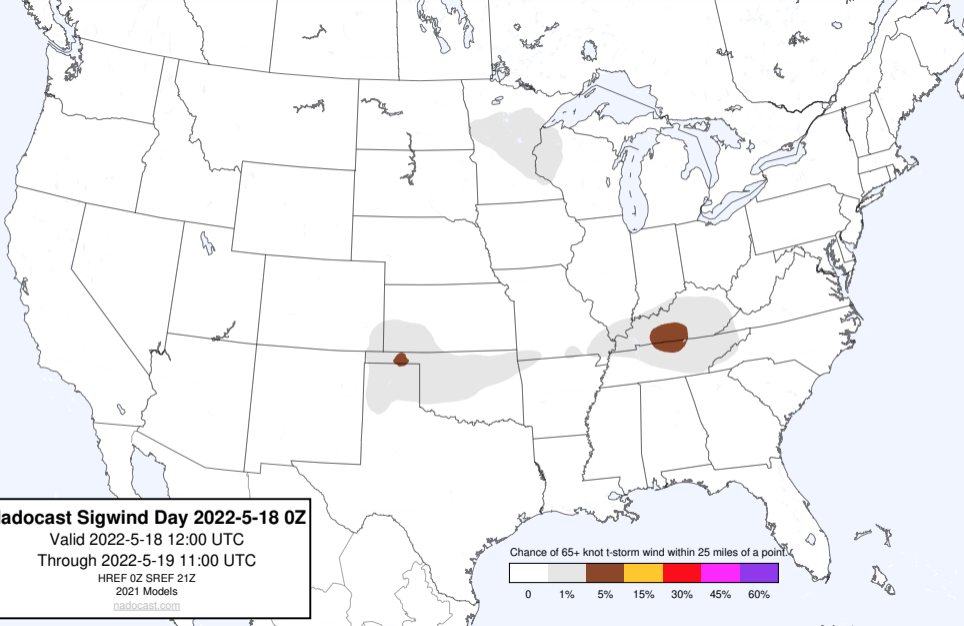 adocast Sigwind Day 2022-5-18 0Z
Valid 2022-5-18 12:00 UTC
Through 2022-5-19 11:00 UTC
HREF 0Z SREF 21Z
2021 Models
nadocast.com
Chance of 65+ knot t-storm wind within 25 miles of a point.
0 1% 5% 15% 30% 45% 60%